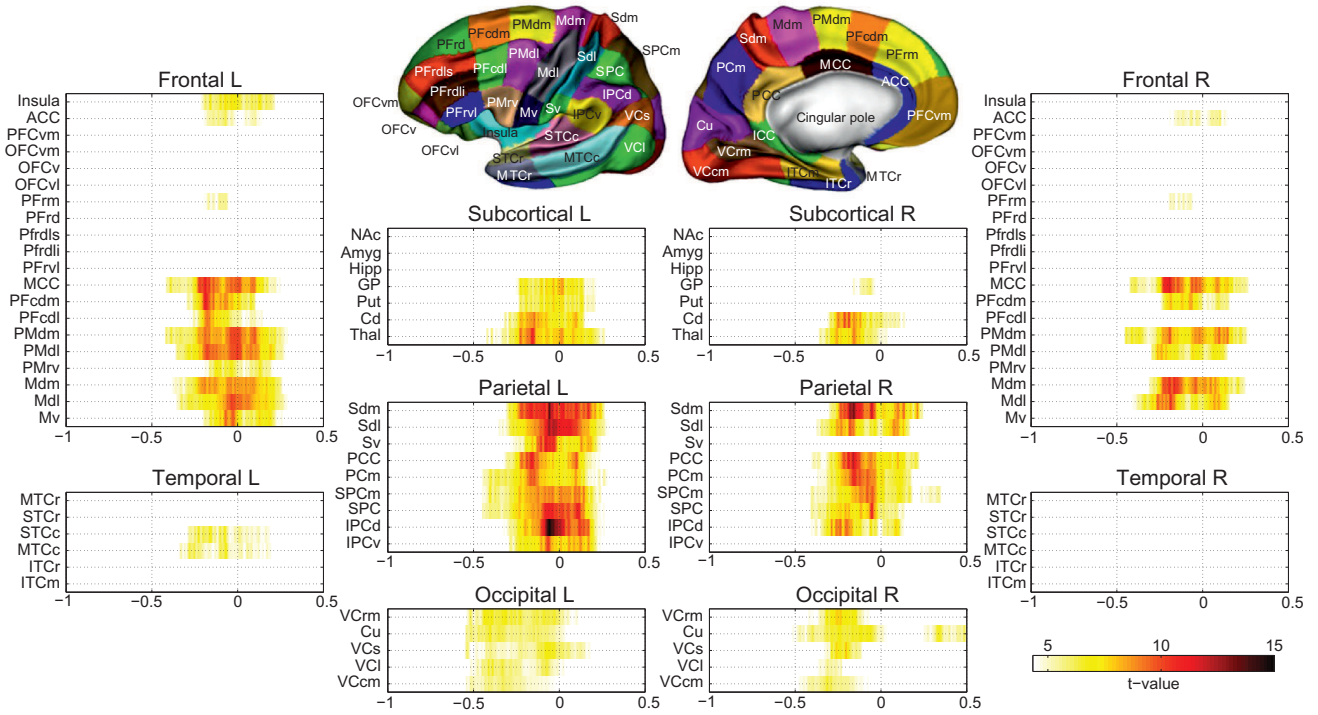 Frontal L
Insula
ACC
PFCvm
OFCvm
OFCv
OFCvl
PFrm
PFrd
Pfrdls
Pfrdli
PFrvl
MCC
PFcdm
PFcdl
PMdm
PMdl
PMrv
Mdm
Mdl
Mv
−1 −0.5 0 0.5
Temporal L
MTCr
STCr
STCc
MTCc
ITCr
ITCm
−1 −0.5 0 0.5
PFrd
PFcdm
PMdm
Mdm
Sdm
SPCm
PFrdls
PFcdl
PMdl
Mdl
Sdl
SPC
PFrdli
IPCd
OFCvm
PFrvl
PMrv
Mv
Sv
IPCv
VCs
OFCv
Insula
STCc
VCl
OFCvl
STCr
MTCc
MTCr
Sdm
Mdm
PMdm
PFcdm
PFrm
PCm
MCC
ACC
PCC
PFCvm
Cu
ICC
Cingular pole
VCrm
VCcm
ITCm
ITCr
MTCr
Subcortical L
NAc
Amyg
Hipp
GP
Put
Cd
Thal
−1 −0.5 0 0.5
Subcortical R
NAc
Amyg
Hipp
GP
Put
Cd
Thal
−1 −0.5 0 0.5
Parietal L
Sdm
Sdl
Sv
PCC
PCm
SPCm
SPC
IPCd
IPCv
−1 −0.5 0 0.5
Parietal R
Sdm
Sdl
Sv
PCC
PCm
SPCm
SPC
IPCd
IPCv
−1 −0.5 0 0.5
Occipital L
VCrm
Cu
VCs
VCl
VCcm
−1 −0.5 0 0.5
Occipital R
VCrm
Cu
VCs
VCl
VCcm
−1 −0.5 0 0.5
Frontal R
Insula
ACC
PFCvm
OFCvm
OFCv
OFCvl
PFrm
PFrd
Pfrdls
Pfrdli
PFrvl
MCC
PFcdm
PFcdl
PMdm
PMdl
PMrv
Mdm
Mdl
Mv
−1 −0.5 0 0.5
Temporal R
MTCr
STCr
STCc
MTCc
ITCr
ITCm
−1 −0.5 0 0.5
5 10 15
t−value